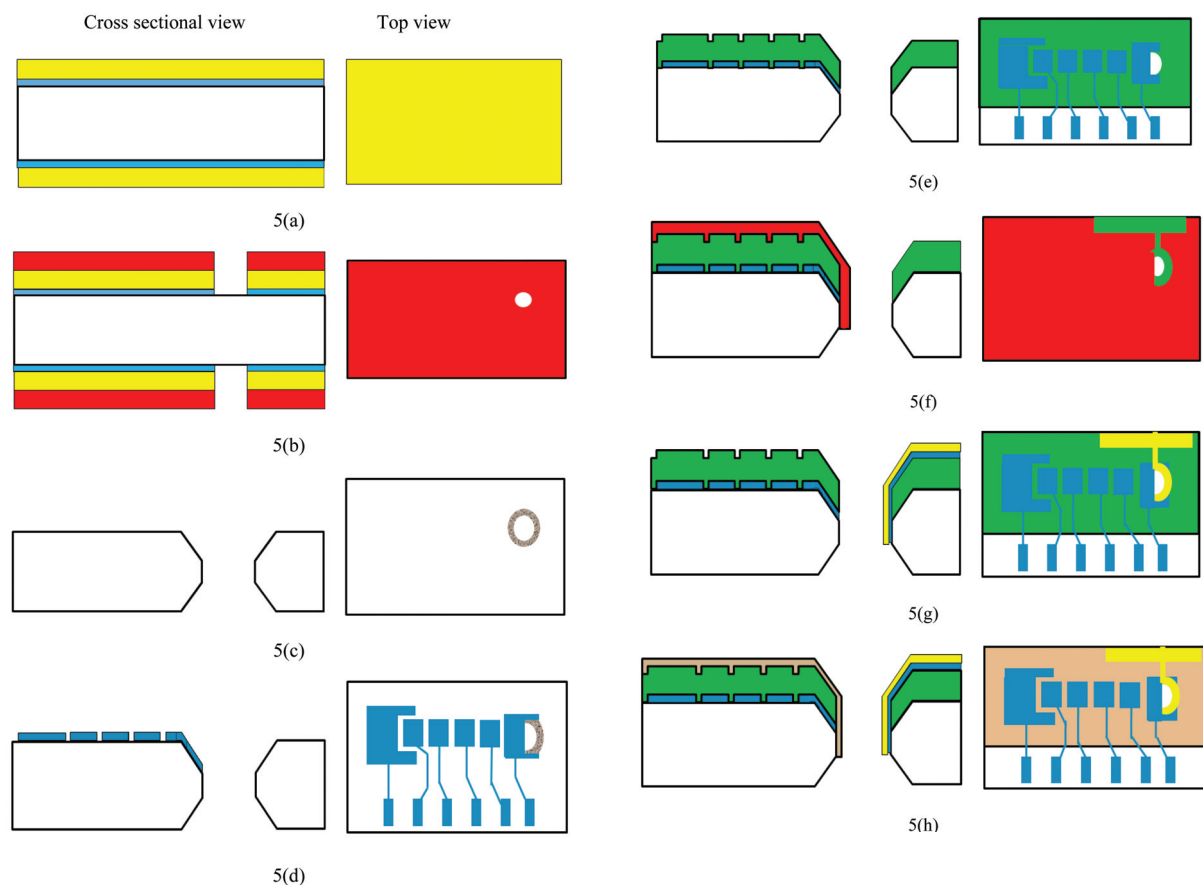 Cross sectional view
Top view
5(a)
5(b)
5(c)
5(d)
5(e)
5(f)
5(g)
5(h)